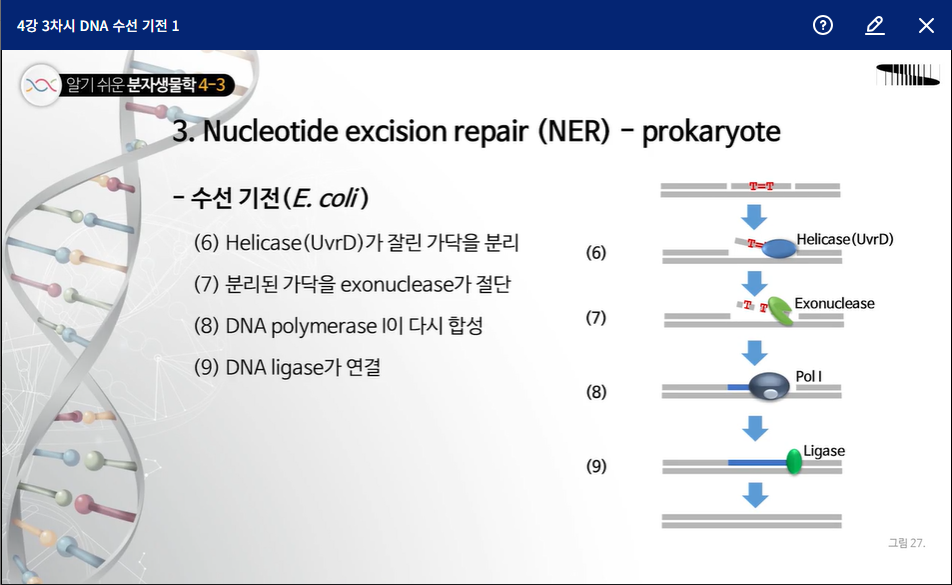 4강 3차시 DNA 수선 기전 1
알기 쉬운 분자생물학 4-3
3. Nucleotide excision repair (NER) - prokaryote
- 수선 기전(E. coli)
(6) Helicase(UvrD)가 잘린 가닥을 분리
(7) 분리된 가닥을 exonuclease가 절단
(8) DNA polymerase I이 다시 합성
(9) DNA ligase가 연결
T=T
(6)
T=
Helicase(UvrD)
(7)
T T
Exonuclease
(8)
Pol I
(9)
Ligase
그림 27.